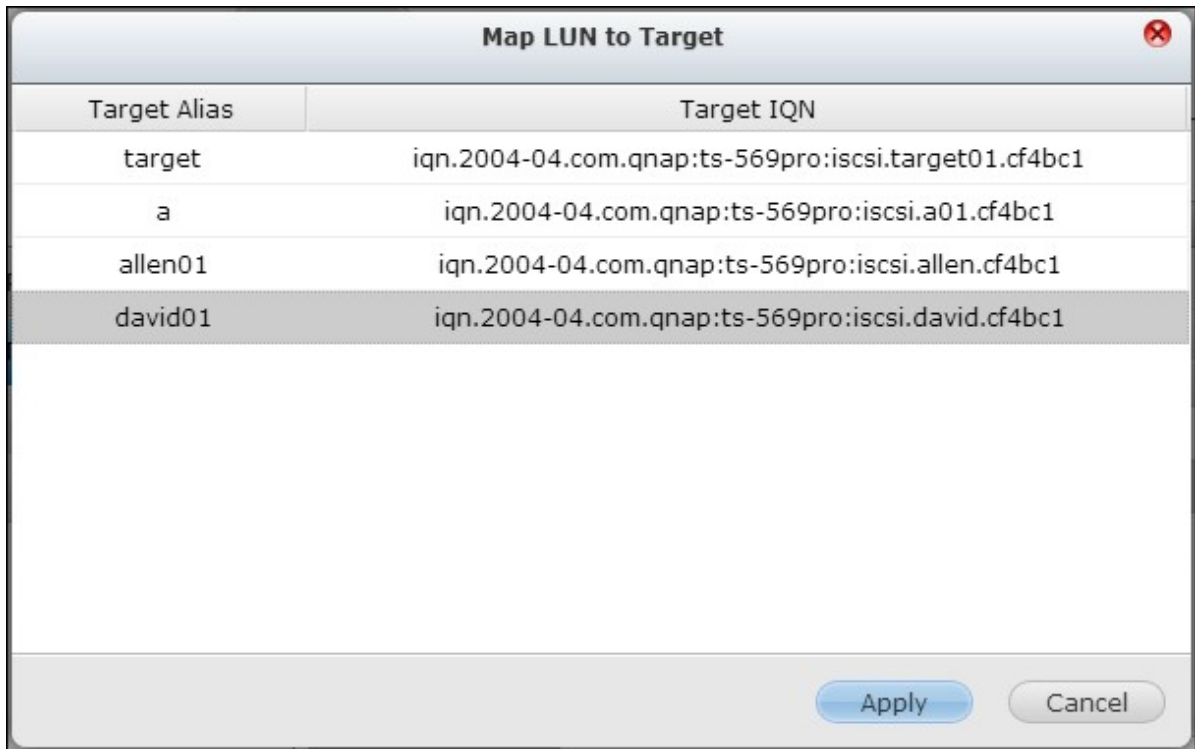 Map LUN to Target
Target Alias Target IQN
target iqn.2004-04.com.qnap:ts-569pro:iscsi.target01.cf4bc1
a iqn.2004-04.com.qnap:ts-569pro:iscsi.a01.cf4bc1
allen01 iqn.2004-04.com.qnap:ts-569pro:iscsi.allen.cf4bc1
david01 iqn.2004-04.com.qnap:ts-569pro:iscsi.david.cf4bc1
Apply Cancel